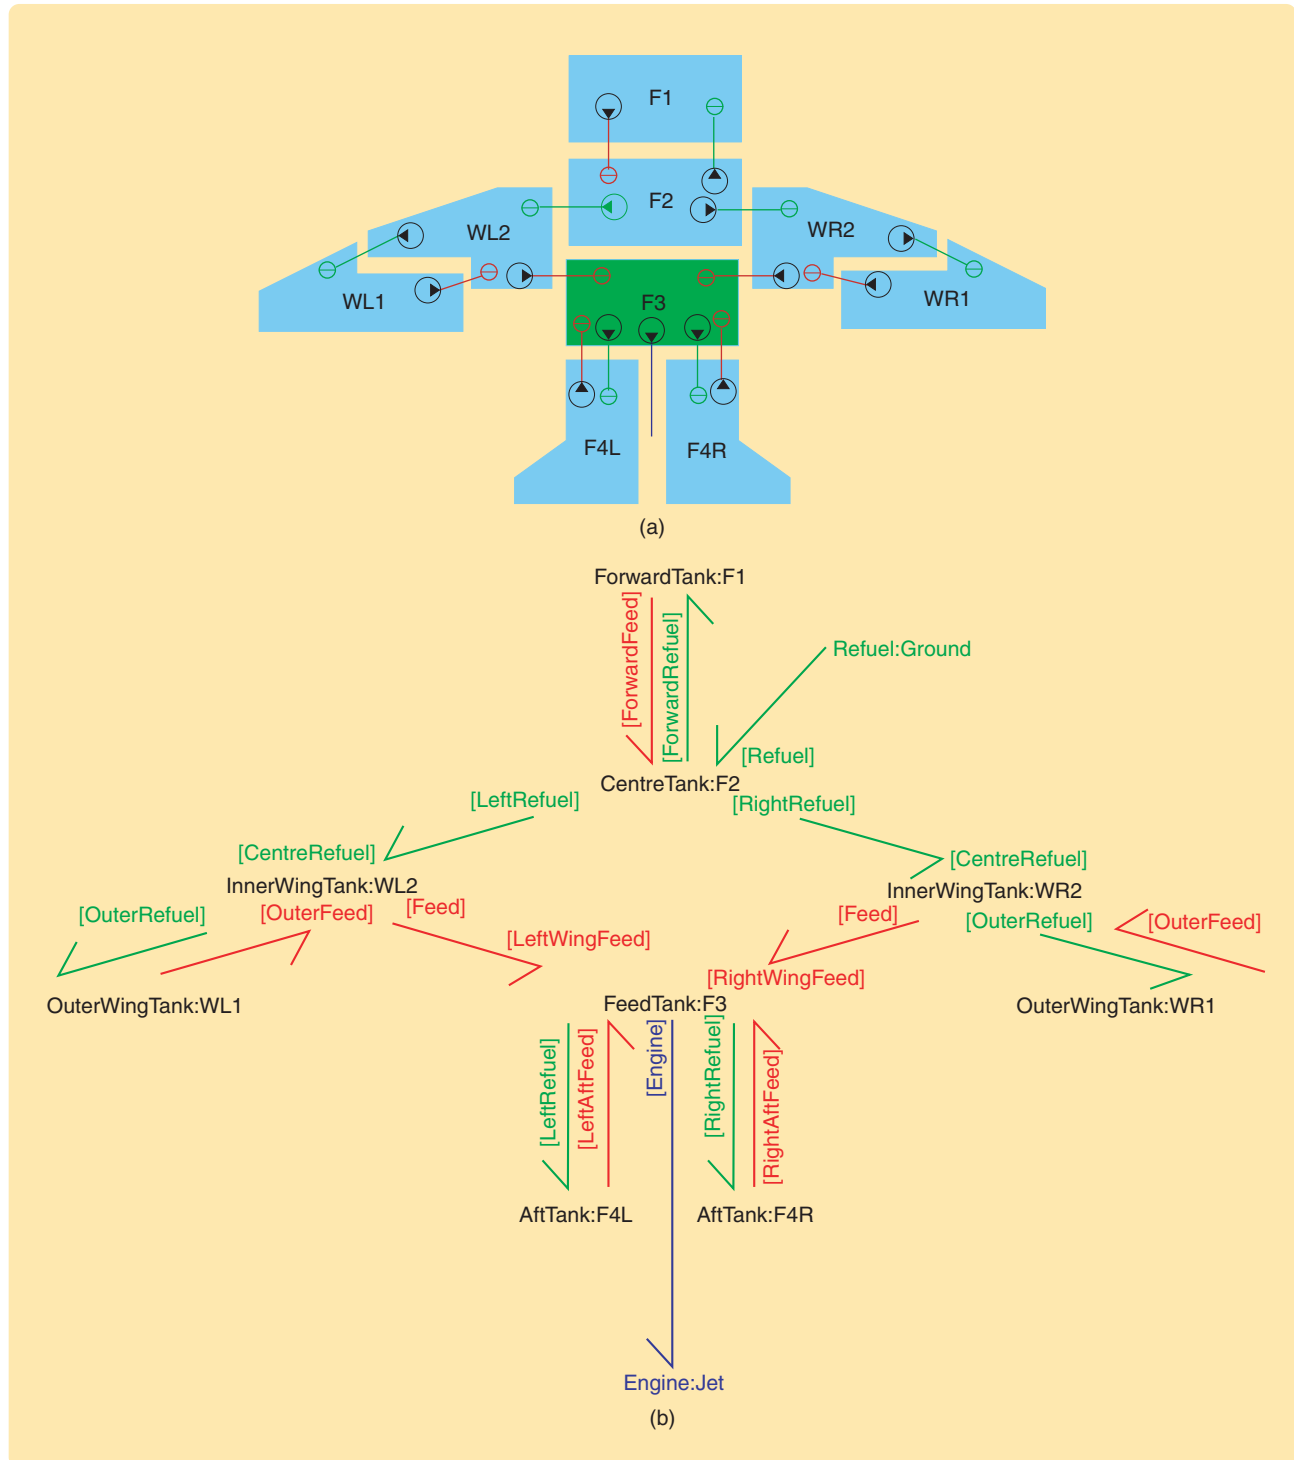 F1
F2
WL2
WR2
WL1
F3
WR1
F4L
F4R
(a)
ForwardTank:F1
[ForwardFeed]
[ForwardRefuel]
Refuel:Ground
[Refuel]
CentreTank:F2
[LeftRefuel]
[RightRefuel]
[CentreRefuel]
[CentreRefuel]
InnerWingTank:WL2
InnerWingTank:WR2
[OuterRefuel]
[OuterFeed]
[Feed]
[Feed]
[OuterRefuel]
[OuterFeed]
[LeftWingFeed]
[RightWingFeed]
OuterWingTank:WL1
FeedTank:F3
OuterWingTank:WR1
[LeftRefuel]
[LeftAftFeed]
[Engine]
[RightRefuel]
[RightAftFeed]
AftTank:F4L
AftTank:F4R
Engine:Jet
(b)